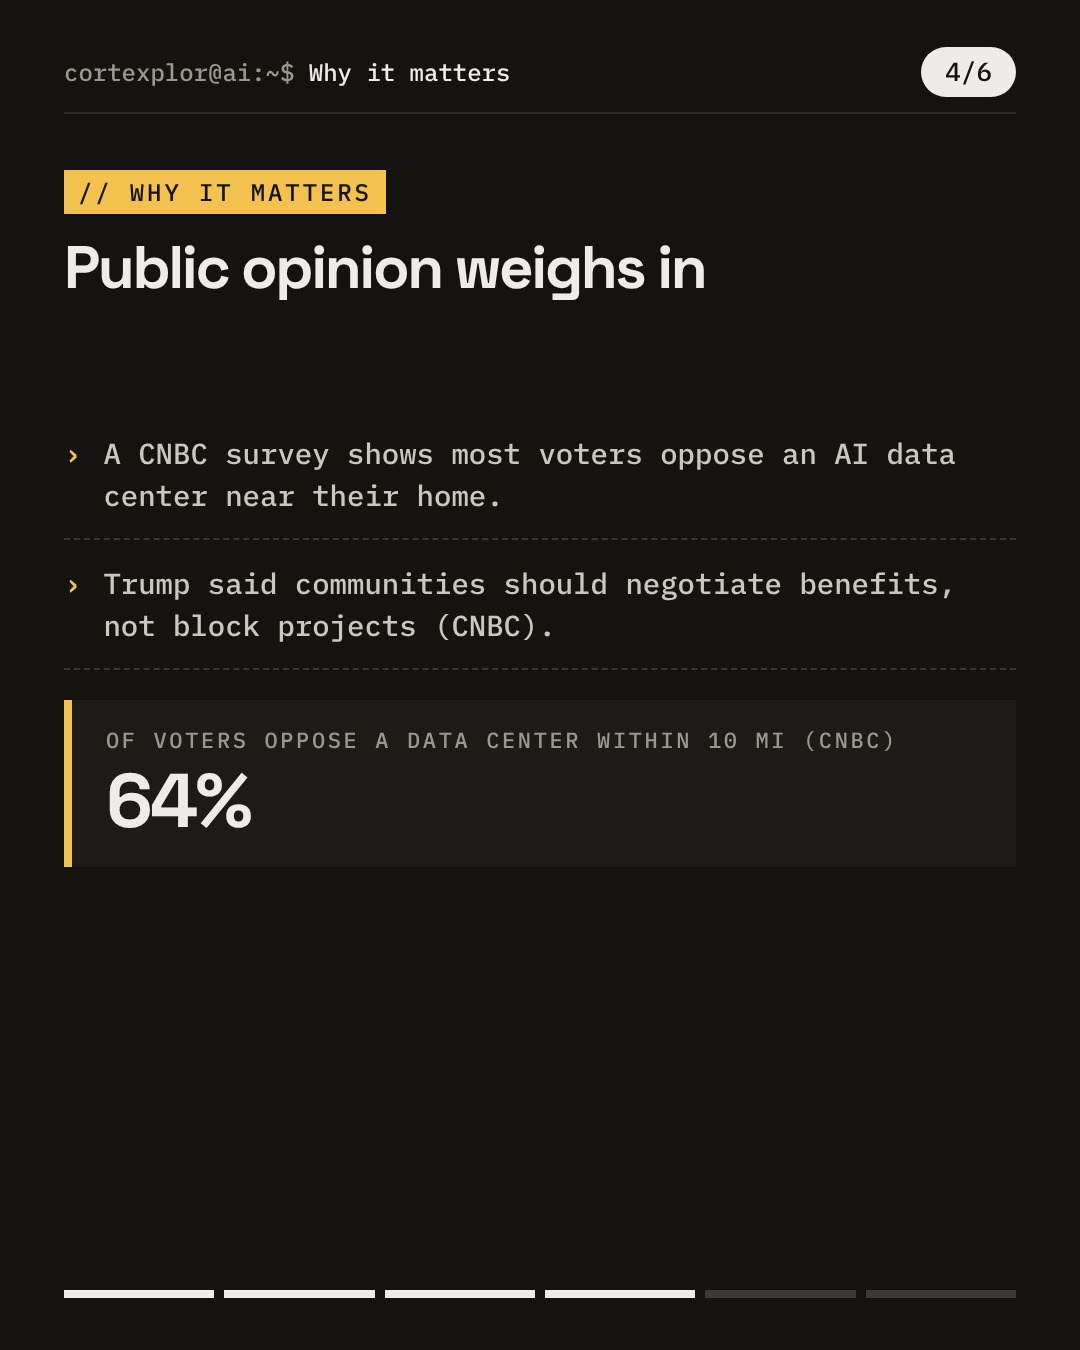 cortexplor@ai:~$ Why it matters
4/6
// WHY IT MATTERS
Public opinion weighs in
› A CNBC survey shows most voters oppose an AI data
center near their home.
› Trump said communities should negotiate benefits,
not block projects (CNBC).
OF VOTERS OPPOSE A DATA CENTER WITHIN 10 MI (CNBC)
64%